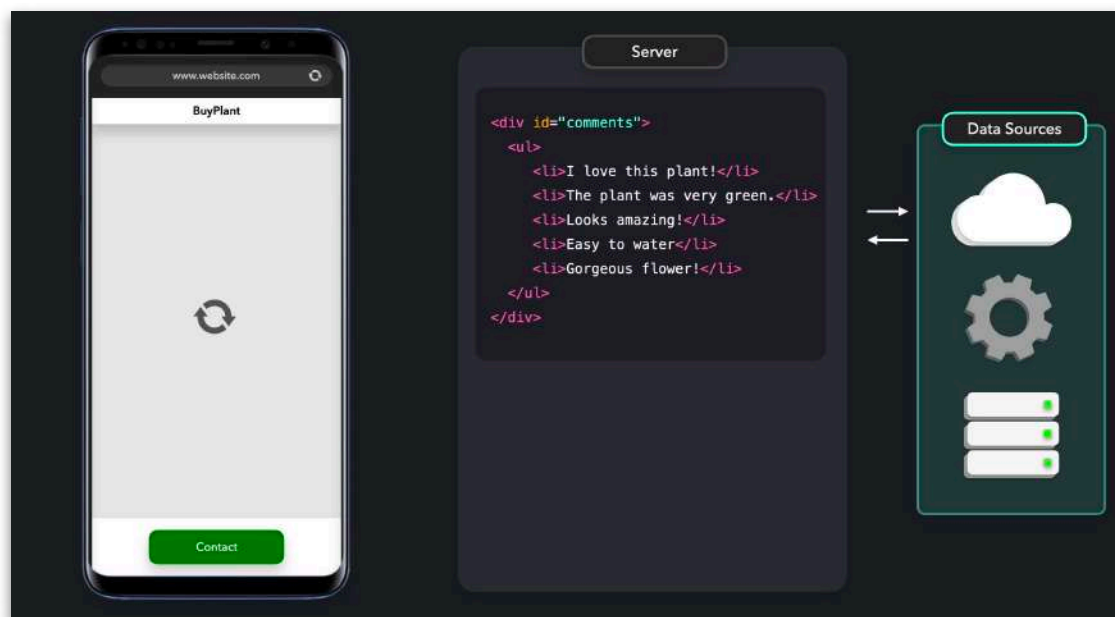 www.website.com
BuyPlant
Contact
Server
<div id="comments">
<ul>
<li>I love this plant!</li>
<li>The plant was very green.</li>
<li>Looks amazing!</li>
<li>Easy to water</li>
<li>Gorgeous flower!</li>
</ul>
</div>
Data Sources